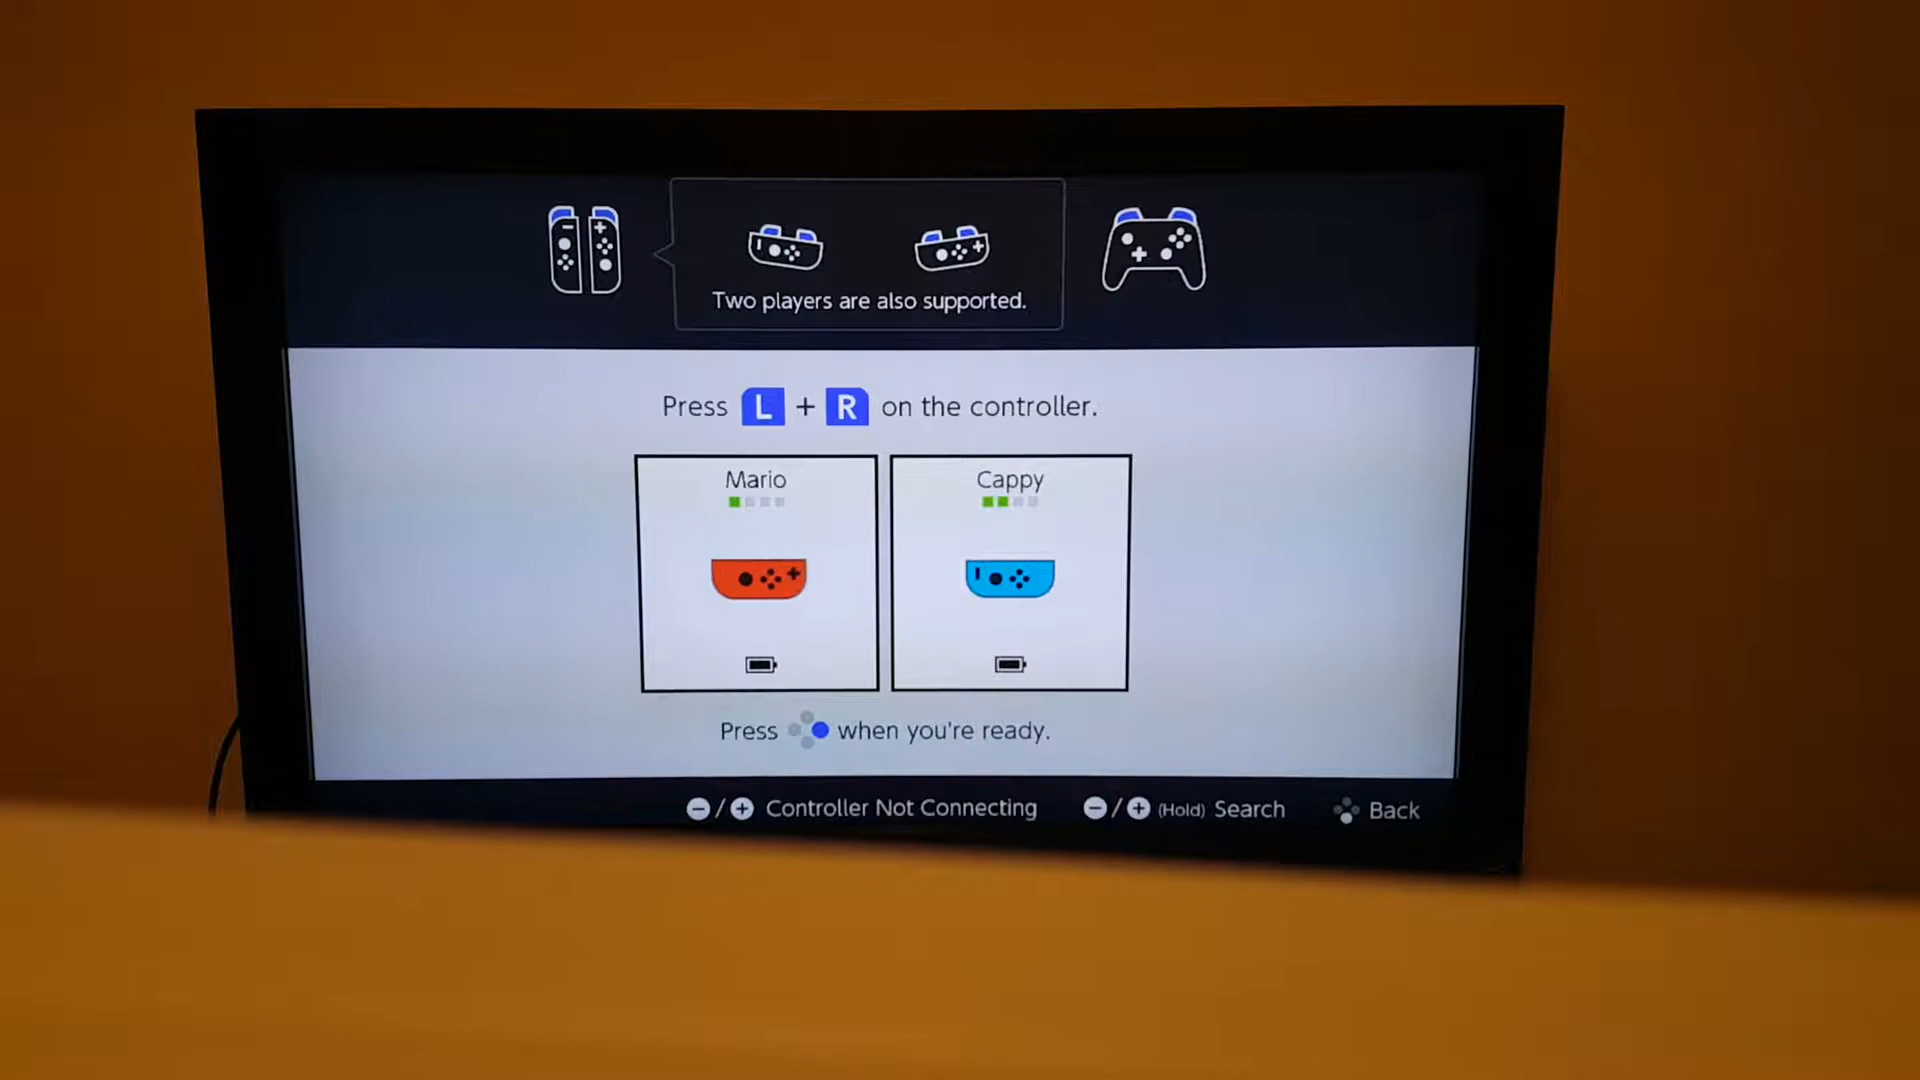 Two players are also supported.
Press L + R on the controller.
Mario
Cappy
Press when you're ready.
-/+ Controller Not Connecting -/+ (Hold) Search Back